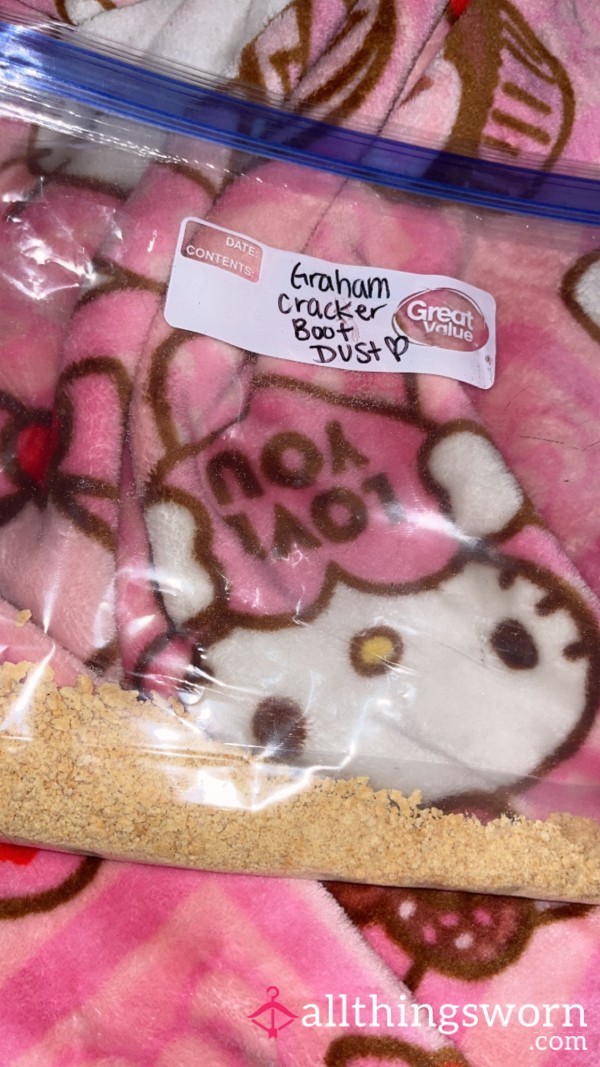 DATE:
CONTENTS:
Graham
cracker
Boot
DUSt♡
Great
Value
LOVE
YOU
allthingsworn
.com